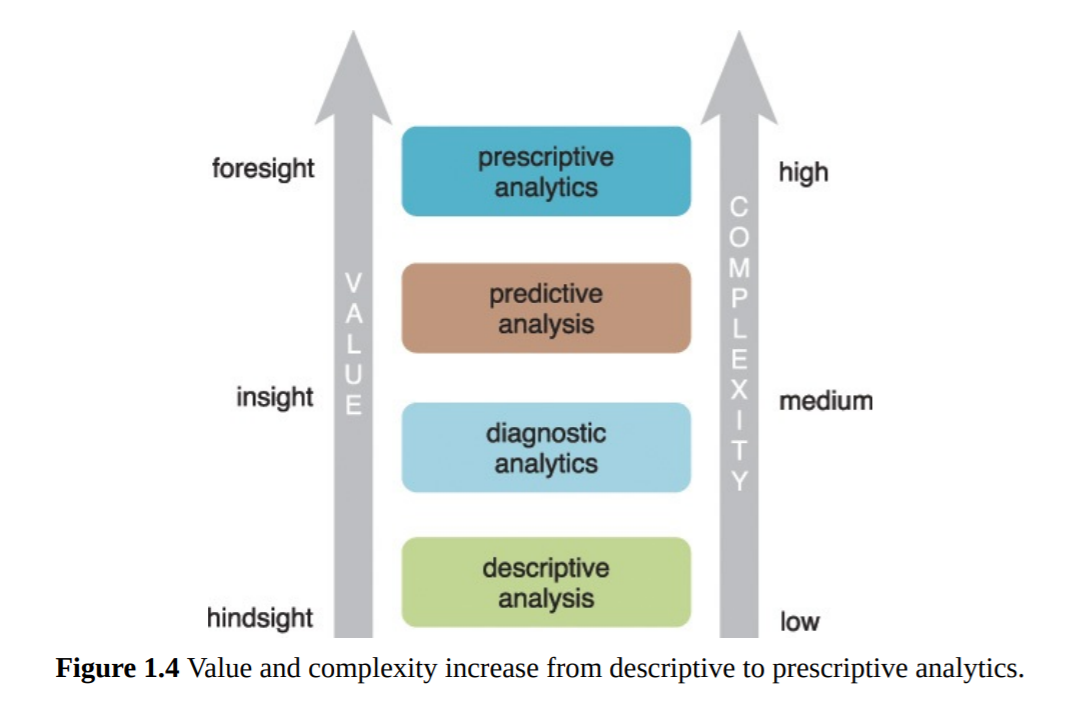 foresight
prescriptive
analytics
high
VALUE
COMPLEXITY
predictive
analysis
insight
medium
diagnostic
analytics
descriptive
analysis
hindsight
low
Figure 1.4 Value and complexity increase from descriptive to prescriptive analytics.